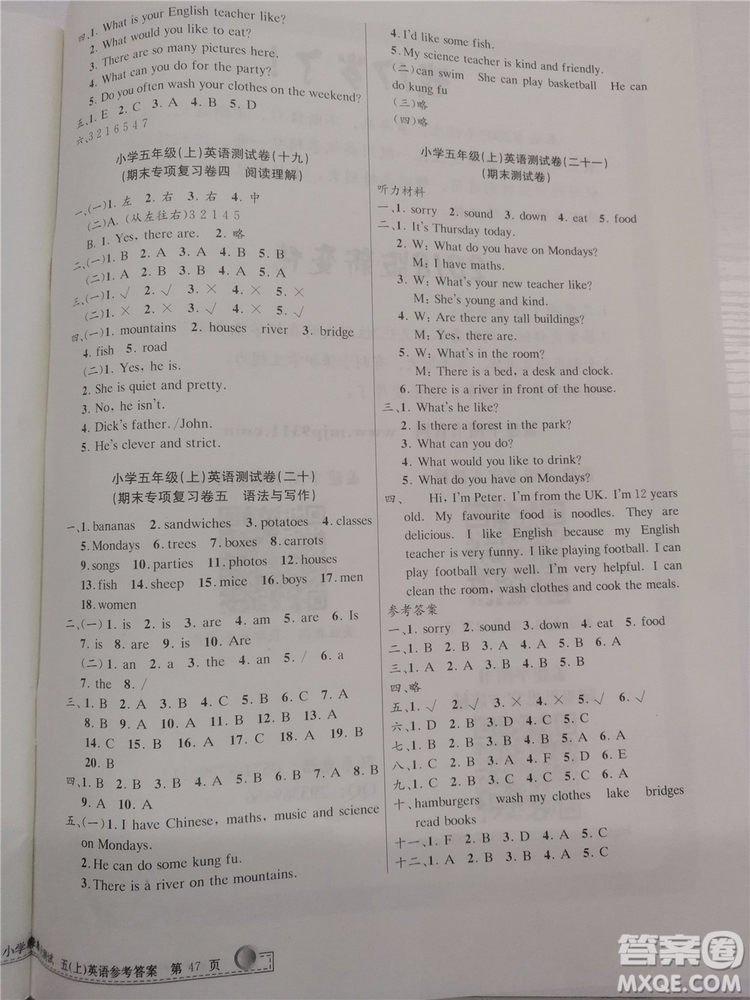 四、1. What is your English teacher like?
2. What would you like to eat?
3. There are so many pictures here.
4. What can you do for the party?
5. Do you often wash your clothes on the weekend?
五、1. E 2. C 3. A 4. B 5. D
六、3 2 1 6 5 4 7
小学五年级(上)英语测试卷(十九)
(期末专项复习卷四 阅读理解)
一、(一)1. 左 2. 右 3. 右 4. 中
(二)A. (从左往右)3 2 1 4 5
B. 1. Yes, there are. 2. 略
二、(一)1. B 2. A 3. A 4. B 5. A
(二)1. B 2. A 3. C 4. B 5. C
三、(一)1. √ 2. × 3. × 4. √ 5. √
(二)1. × 2. × 3. × 4. √ 5. ×
四、(一)1. mountains 2. houses river 3. bridge
4. fish 5. road
(二)1. Yes, he is.
2. She is quiet and pretty.
3. No, he isn't.
4. Dick's father. /John.
5. He's clever and strict.
小学五年级(上)英语测试卷(二十)
(期末专项复习卷五 语法与写作)
一、1. bananas 2. sandwiches 3. potatoes 4. classes
5. Mondays 6. trees 7. boxes 8. carrots
9. songs 10. parties 11. photos 12. houses
13. fish 14. sheep 15. mice 16. boys 17. men
18. women
二、(一)1. is 2. is 3. are 4. is 5. are 6. Is
7. is 8. are 9. is 10. Are
(二)1. an 2. a 3. the 4. / 5. a 6. /
7. the 8. /
三、1. B 2. A 3. B 4. C 5. B 6. C 7. A
8. B 9. C 10. A 11. A 12. B 13. A
14. C 15. C 16. A 17. B 18. A 19. A
20. B
四、1. B 2. A 3. B 4. A 5. B 6. A 7. A
8. B 9. B 10. A
五、(一)1. I have Chinese, maths, music and science
on Monday.
2. He can do some kung fu.
3. There is a river on the mountains.
小学
五(上)英语参考答案 第 47 页
4. I'd like some fish.
5. My science teacher is kind and friendly.
(二)can swim She can play basketball He can
do kung fu
(三)略
(四)略
小学五年级(上)英语测试卷(二十一)
(期末测试卷)
听力材料
一、1. sorry 2. sound 3. down 4. eat 5. food
二、1. It's Thursday today.
2. W: What do you have on Mondays?
M: I have maths.
3. W: What's your new teacher like?
M: She's young and kind.
4. W: Are there any tall buildings?
M: Yes, there are.
5. W: What's in the room?
M: There is a bed, a desk and a clock.
6. There is a river in front of the house.
三、1. What's he like?
2. Is there a forest in the park?
3. What can you do?
4. What would you like to drink?
5. What do you have on Mondays?
四、 Hi, I'm Peter. I'm from the UK. I'm 12 years
old. My favourite food is noodles. They are
delicious. I like English because my English
teacher is very funny. I like playing football. I can
play football very well. I'm very helpful. I can
clean the room, wash clothes and cook the meals.
参考答案
一、1. sorry 2. sound 3. down 4. eat 5. food
二、1. B 2. B 3. A 4. B 5. B 6. A
三、1. B 2. A 3. A 4. B 5. A
四、略
五、1. √ 2. √ 3. × 4. × 5. √ 6. √
六、1. D 2. B 3. D 4. C 5. C
七、1. B 2. B 3. B 4. A 5. C
八、1. B 2. B 3. A 4. C 5. C
九、1. C 2. B 3. B 4. A 5. C
十、hamburgers wash my clothes lake bridges
read books
十一、1. F 2. B 3. D 4. A 5. C
十二、1. C 2. B 3. B 4. A 5. C
答案卷
MXQE.COM